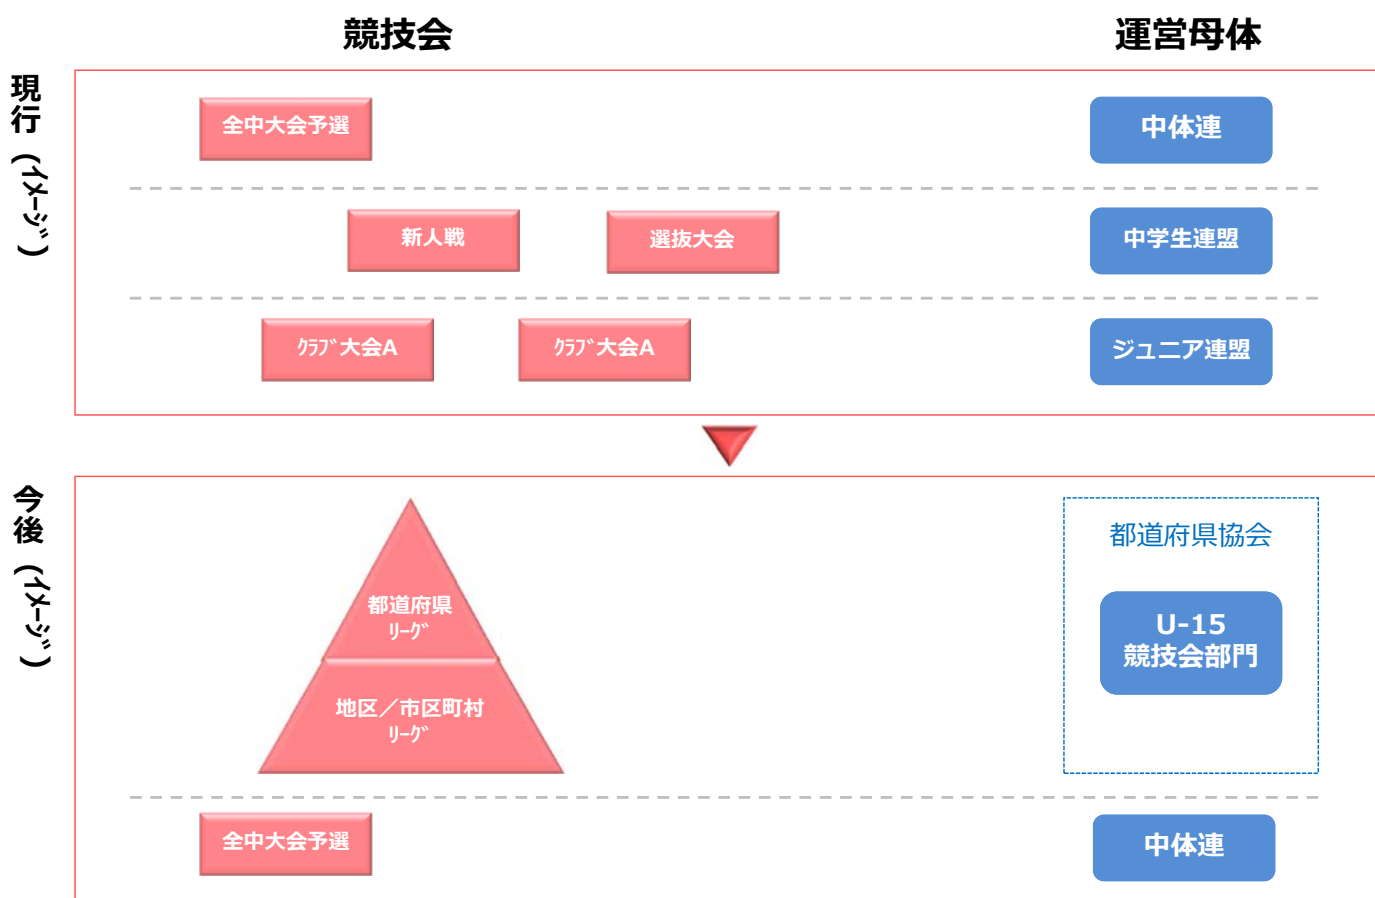 競技会
運営母体
現行（イメージ）
全中大会予選
中体連
新人戦
選抜大会
中学生連盟
ｸﾗﾌﾞ大会A
ｸﾗﾌﾞ大会A
ジュニア連盟
今後（イメージ）
都道府県
ﾘｰｸﾞ
地区／市区町村
ﾘｰｸﾞ
都道府県協会
U-15
競技会部門
全中大会予選
中体連